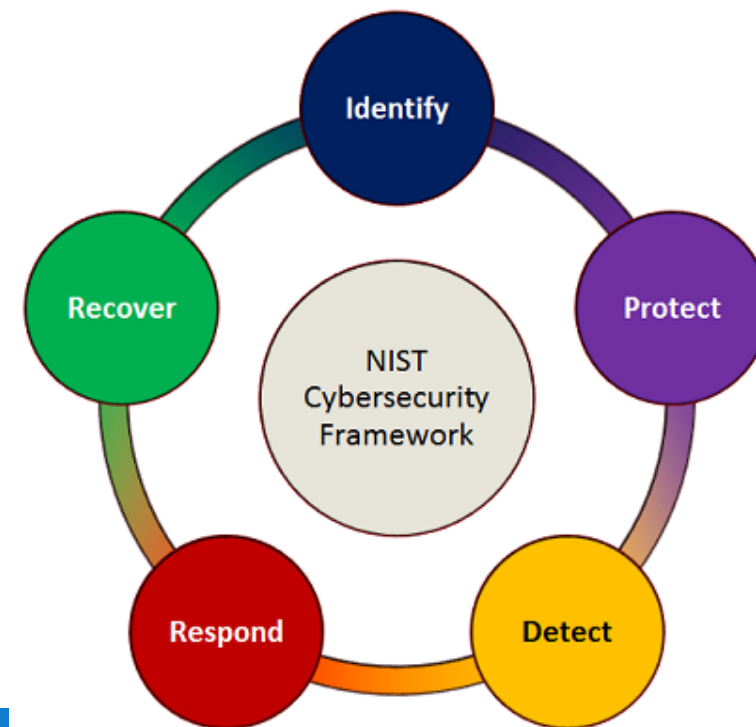 Identify
Protect
Detect
Respond
Recover
NIST
Cybersecurity
Framework